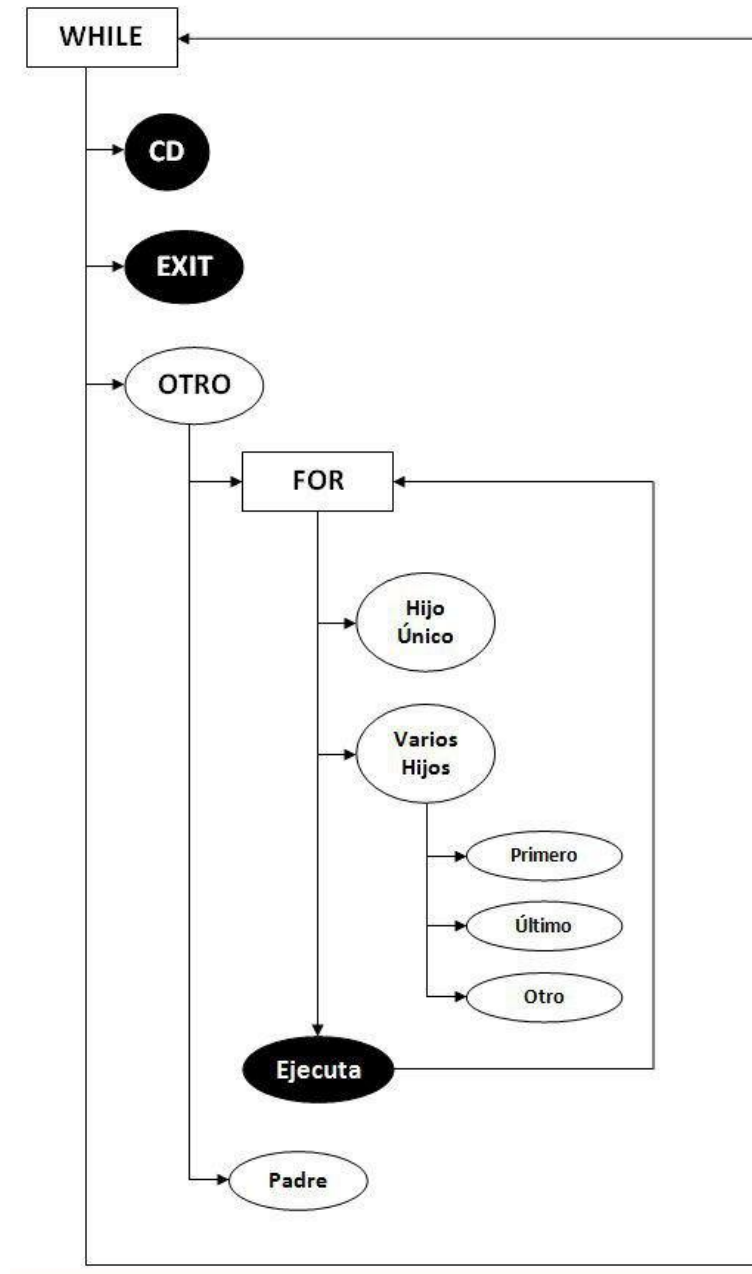 WHILE
CD
EXIT
OTRO
FOR
Hijo
Único
Varios
Hijos
Primero
Último
Otro
Ejecuta
Padre